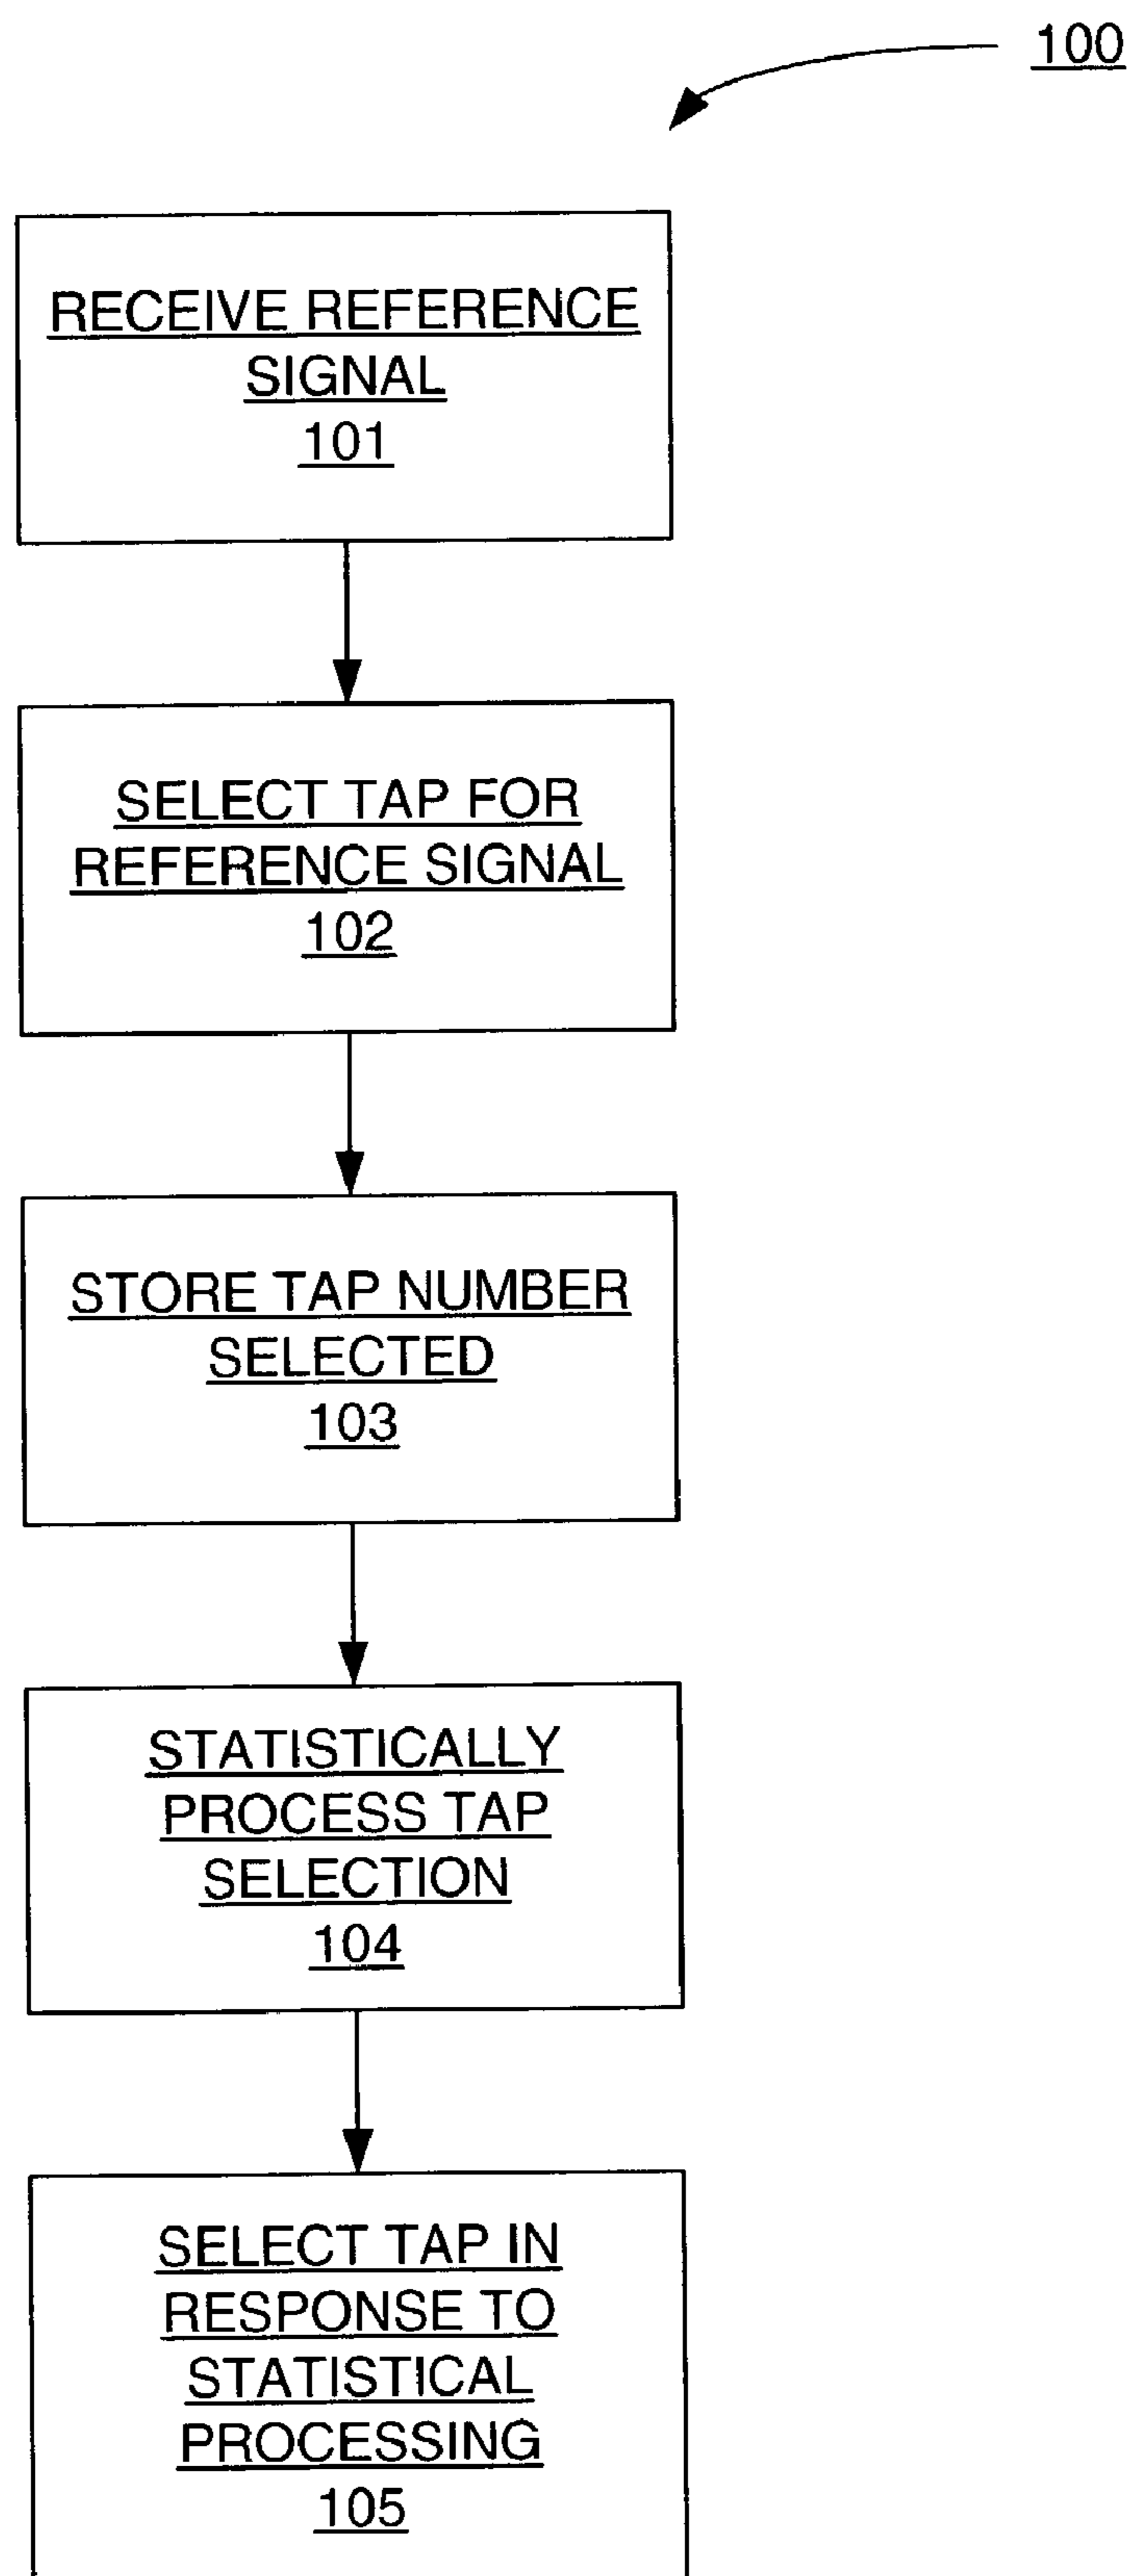 100
RECEIVE REFERENCE
SIGNAL
101
SELECT TAP FOR
REFERENCE SIGNAL
102
STORE TAP NUMBER
SELECTED
103
STATISTICALLY
PROCESS TAP
SELECTION
104
SELECT TAP IN
RESPONSE TO
STATISTICAL
PROCESSING
105